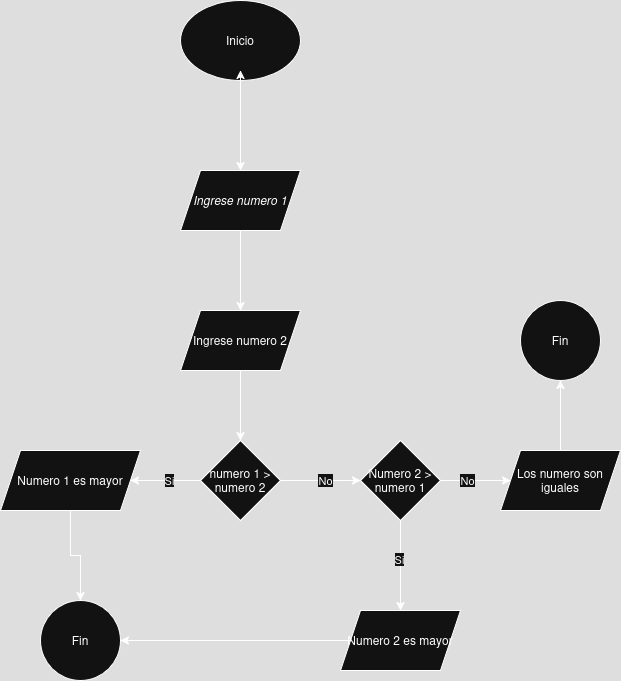 Inicio
Ingrese numero 1
Ingrese numero 2
Fin
Numero 1 es mayor
Si
numero 1 >
numero 2
No
Numero 2 >
numero 1
No
Los numero son
iguales
Si
Fin
Numero 2 es mayor